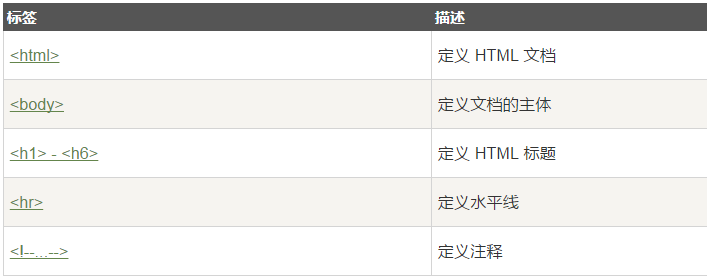 标签 描述
<html> 定义 HTML 文档
<body> 定义文档的主体
<h1> - <h6> 定义 HTML 标题
<hr> 定义水平线
<!--...--> 定义注释